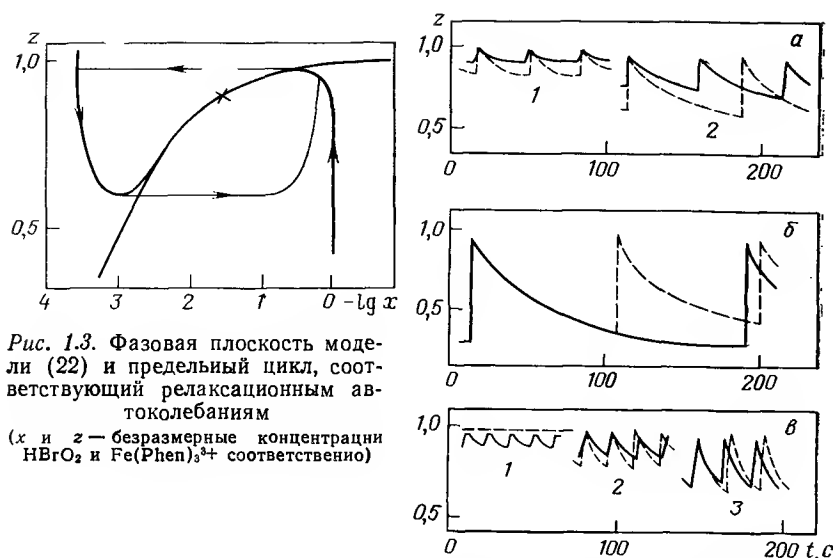 z
1,0
0,5
4 3 2 1 0 -lg x
Рис. 1.3. Фазовая плоскость моде-
ли (22) и предельный цикл, соот-
ветствующий релаксационным ав-
токолебаниям
(x и z — безразмерные концентрации
HBrO₂ и Fe(Phen)₃³⁺ соответственно)
z
а
1,0
0,5
1
2
0 100 200
б
1,0
0,5
0 100 200
в
1,0
0,5
1
2
3
0 100 200 t, с